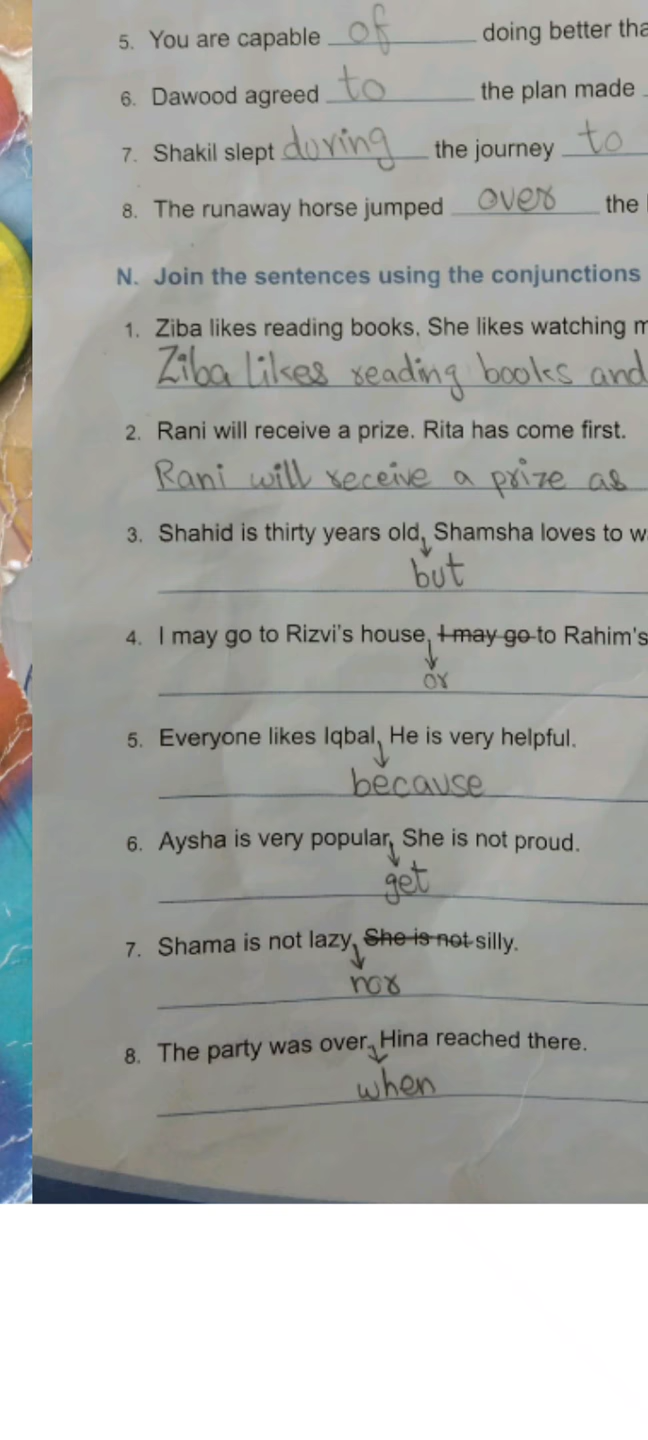 5. You are capable of doing better tha
6. Dawood agreed to the plan made
7. Shakil slept during the journey to
8. The runaway horse jumped over the
N. Join the sentences using the conjunctions
1. Ziba likes reading books. She likes watching m
Ziba likes reading books and
2. Rani will receive a prize. Rita has come first.
Rani will receive a prize as
3. Shahid is thirty years old, Shamsha loves to w
but
4. I may go to Rizvi's house, I may go to Rahim's
or
5. Everyone likes Iqbal, He is very helpful.
because
6. Aysha is very popular, She is not proud.
get
7. Shama is not lazy, She is not silly.
nor
8. The party was over, Hina reached there.
when